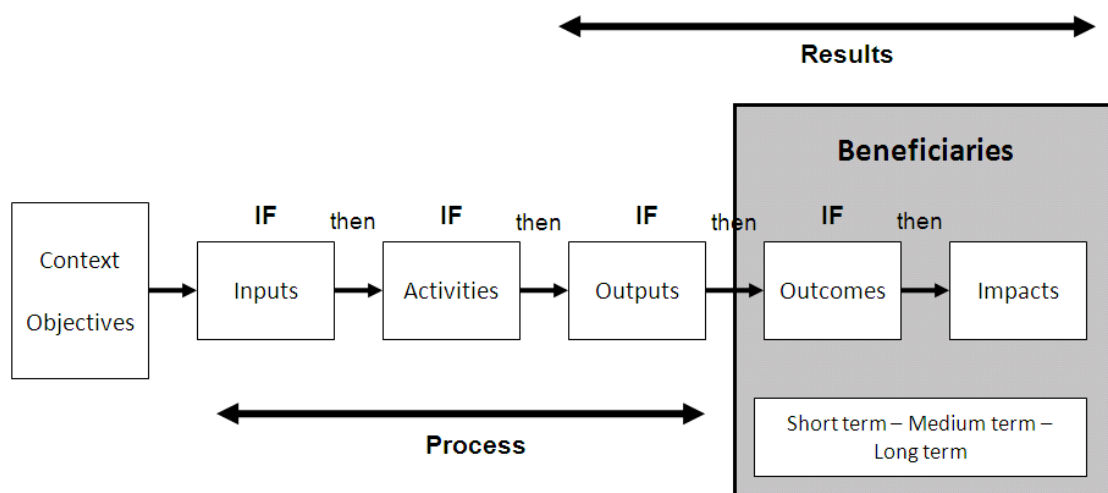 Results
Beneficiaries
IF then IF then IF then IF then
Context
Objectives
Inputs
Activities
Outputs
Outcomes
Impacts
Process
Short term – Medium term –
Long term